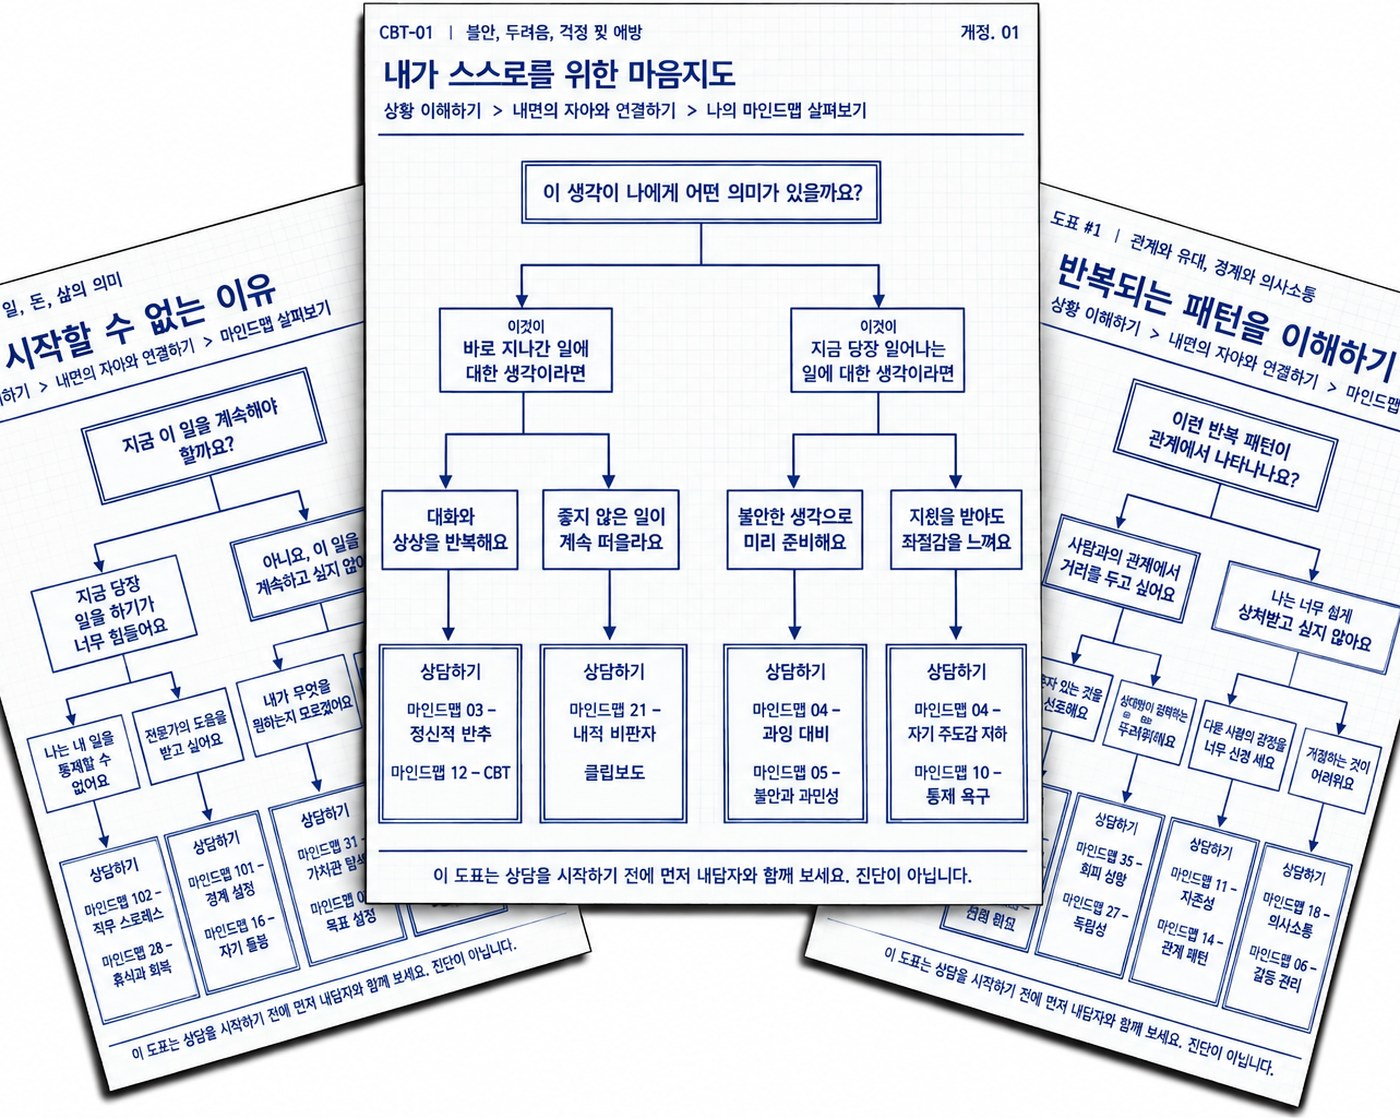 CBT-01 | 불안, 두려움, 걱정 및 예방
개정. 01
내가 스스로를 위한 마음지도
상황 이해하기 > 내면의 자아와 연결하기 > 나의 마인드맵 살펴보기
이 생각이 나에게 어떤 의미가 있을까요?
이것이
바로 지나간 일에
대한 생각이라면
이것이
지금 당장 일어나는
일에 대한 생각이라면
대화와
상상을 반복해요
좋지 않은 일이
계속 떠올라요
불안한 생각으로
미리 준비해요
받아도
좌절감을 느껴요
상담하기
마인드맵 03 –
정신적 반추
마인드맵 12 – CBT
상담하기
마인드맵 21 –
내적 비판자
클립보도
상담하기
마인드맵 04 –
과잉 대비
마인드맵 05 –
불안과 과민성
상담하기
마인드맵 04 –
자기 주도감 저하
마인드맵 10 –
통제 욕구
이 도표는 상담을 시작하기 전에 먼저 내담자와 함께 보세요. 진단이 아닙니다.
일, 돈, 삶의 의미
시작할 수 없는 이유
하기 > 내면의 자아와 연결하기 > 마인드맵 살펴보기
지금 이 일을 계속해야
할까요?
지금 당장
일을 하기가
너무 힘들어요
아니요, 이 일을
계속하고 싶지
나는 내 일을
통제할 수
없어요
전문가의 도움을
받고 싶어요
내가 무엇을
원하는지 모르겠어요
상담하기
마인드맵 102 –
직무 스로레스
마인드맵 28 –
휴식과 회복
상담하기
마인드맵 101 –
경계 설정
마인드맵 16 –
자기 돌봄
상담하기
마인드맵 31 –
가치관
마인드맵
목표 설정
이 도표는 상담을 시작하기 전에 먼저 내담자와 함께 보세요. 진단이 아닙니다.
도표 #1 | 관계와 유대, 경계와 의사소통
반복되는 패턴을 이해하기
상황 이해하기 > 내면의 자아와 연결하기 > 마인드맵
이런 반복 패턴이
관계에서 나타나나요?
사람과의 관계에서
거리를 두고 싶어요
나는 너무 쉽게
상처받고 싶지 않아요
있는 것을
선호해요
다른 사람의 감정을
너무 신경 세요
거절하는 것이
어려워요
상담하기
마인드맵 35 –
회피 성향
마인드맵 27 –
독립성
상담하기
마인드맵 11 –
자존성
마인드맵 14 –
관계 패턴
상담하기
마인드맵 18 –
의사소통
마인드맵 06 –
갈등 관리
이 도표는 상담을 시작하기 전에 먼저 내담자와 함께 보세요. 진단이 아닙니다.